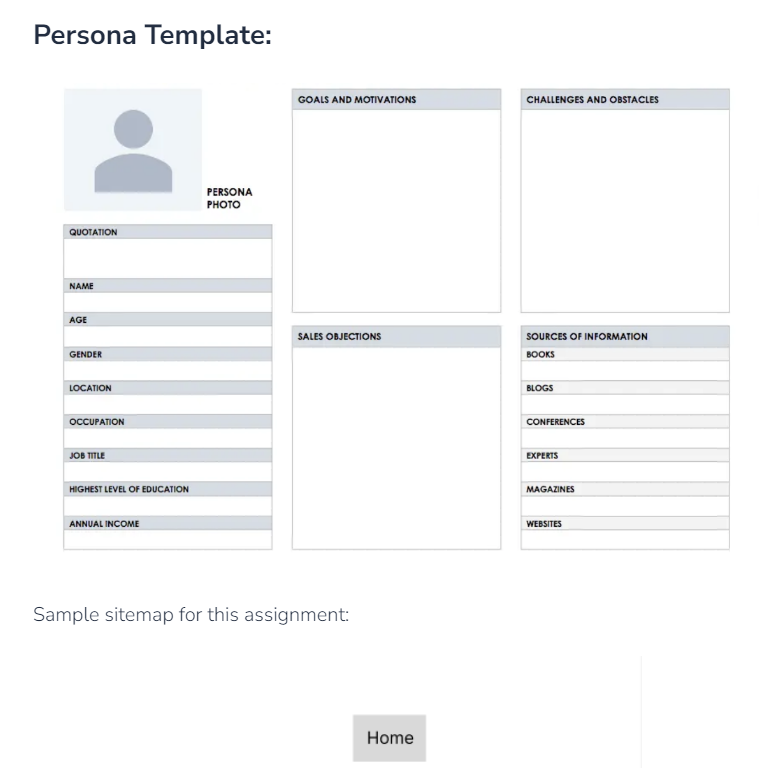 Persona Template:
PERSONA
PHOTO
QUOTATION
NAME
AGE
GENDER
LOCATION
OCCUPATION
JOB TITLE
HIGHEST LEVEL OF EDUCATION
ANNUAL INCOME
GOALS AND MOTIVATIONS
CHALLENGES AND OBSTACLES
SALES OBJECTIONS
SOURCES OF INFORMATION
BOOKS
BLOGS
CONFERENCES
EXPERTS
MAGAZINES
WEBSITES
Sample sitemap for this assignment:
Home